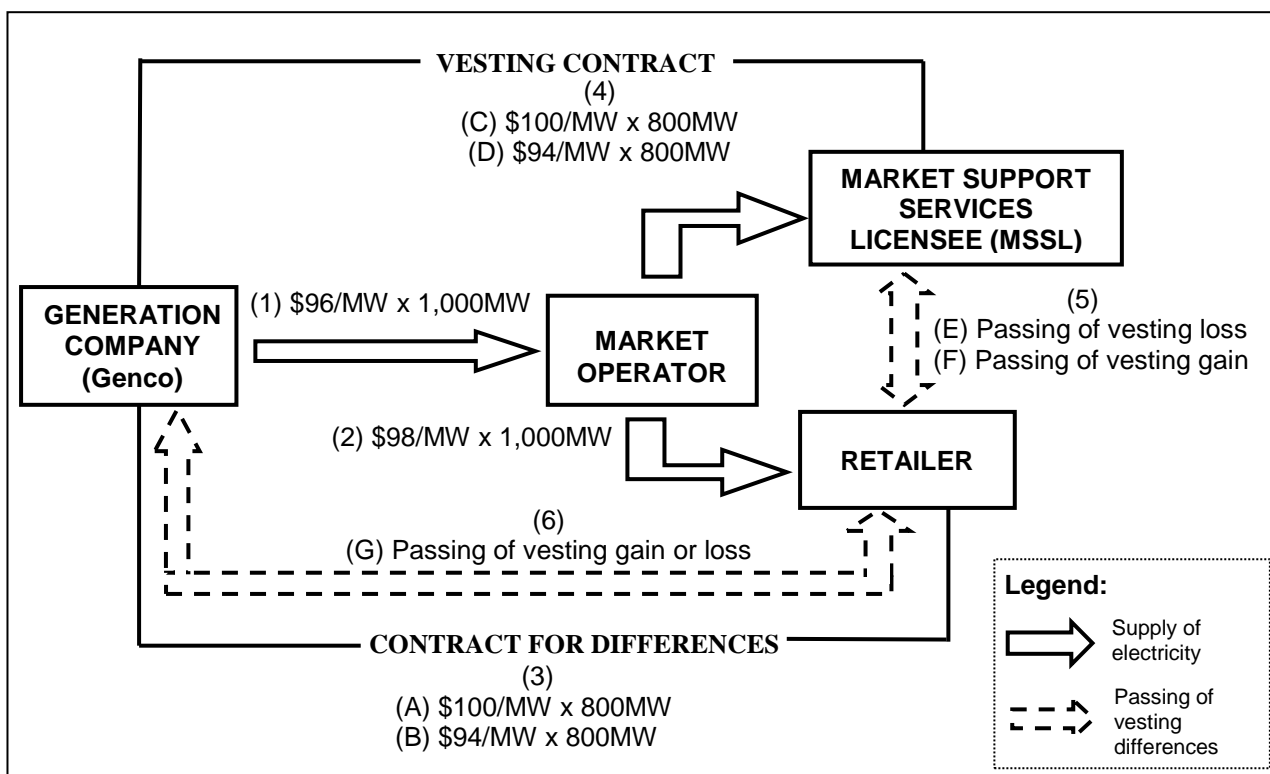 VESTING CONTRACT
(4)
(C) $100/MW x 800MW
(D) $94/MW x 800MW
MARKET SUPPORT
SERVICES
LICENSEE (MSSL)
GENERATION
COMPANY
(Genco)
(1) $96/MW x 1,000MW
MARKET
OPERATOR
(5)
(E) Passing of vesting loss
(F) Passing of vesting gain
(2) $98/MW x 1,000MW
RETAILER
(6)
(G) Passing of vesting gain or loss
CONTRACT FOR DIFFERENCES
(3)
(A) $100/MW x 800MW
(B) $94/MW x 800MW
Legend:
Supply of
electricity
Passing of
vesting
differences